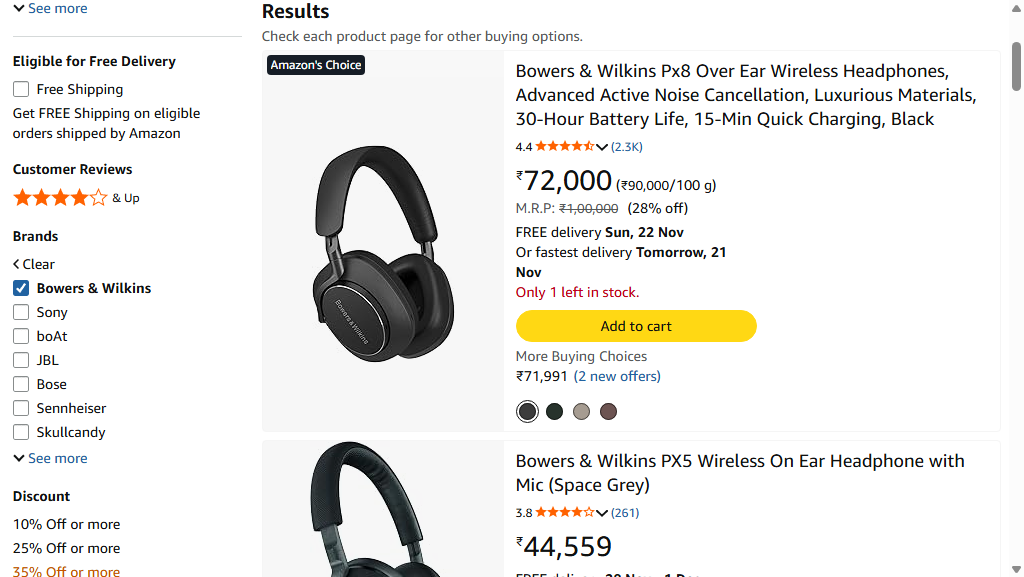 See more
Eligible for Free Delivery
Free Shipping
Get FREE Shipping on eligible
orders shipped by Amazon
Customer Reviews
& Up
Brands
Clear
Bowers & Wilkins
Sony
boAt
JBL
Bose
Sennheiser
Skullcandy
See more
Discount
10% Off or more
25% Off or more
35% Off or more
Results
Check each product page for other buying options.
Amazon's Choice
Bowers & Wilkins
Bowers & Wilkins Px8 Over Ear Wireless Headphones,
Advanced Active Noise Cancellation, Luxurious Materials,
30-Hour Battery Life, 15-Min Quick Charging, Black
4.4 (2.3K)
₹72,000 (₹90,000/100 g)
M.R.P: ₹1,00,000 (28% off)
FREE delivery Sun, 22 Nov
Or fastest delivery Tomorrow, 21
Nov
Only 1 left in stock.
Add to cart
More Buying Choices
₹71,991 (2 new offers)
Bowers & Wilkins PX5 Wireless On Ear Headphone with
Mic (Space Grey)
3.8 (261)
₹44,559
FREE delivery